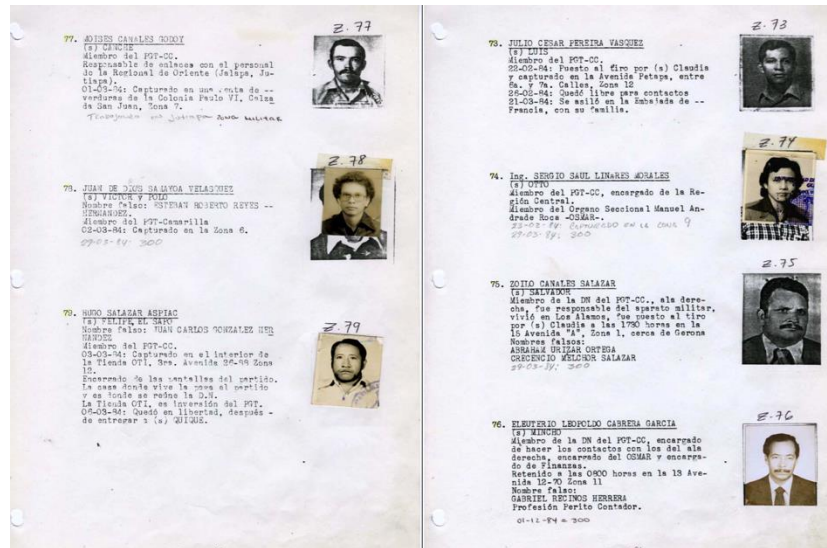 Z.77
77. MOISES CANALES GODOY
(s) CANCHE
Miembro del PGT-CC.
Responsable de enlaces con el personal
de la Regional de Oriente (Jalapa, Ju-
tiapa).
01-03-84: Capturado en una venta de --
verduras de la Colonia Paulo VI, Calza
da San Juan, Zona 7.
Trabajando en Jutiapa zona militar
Z.78
78. JUAN DE DIOS SAMAYOA VELASQUEZ
(s) VICTOR y POLO
Nombre falso: ESTEBAN ROBERTO REYES --
HERNANDEZ.
Miembro del PGT-Camarilla
02-03-84: Capturado en la Zona 6.
09-03-84: 300
79. HUGO SALAZAR ASPIAC
Z.79
(s) FELIPE, EL SAPO
Nombre falso: JUAN CARLOS GONZALEZ HER
NANDEZ
Miembro del PGT-CC.
03-03-84: Capturado en el interior de
la Tienda OTI, 3ra. Avenida 26-38 Zona
12.
Encargado de las pantallas del partido.
La casa donde vive la paga el partido
y es donde se reúne la D.N.
La Tienda OTI, es inversión del PGT.
06-03-84: Quedó en libertad, después -
de entregar a (s) QUIQUE.
Z.73
73. JULIO CESAR PEREIRA VASQUEZ
(s) LUIS
Miembro del PGT-CC.
22-02-84: Puesto al tiro por (s) Claudia
y capturado en la Avenida Petapa, entre
6a. y 7a. Calles, Zona 12
26-02-84: Quedó libre para contactos
21-03-84: Se asiló en la Embajada de --
Francia, con su familia.
Z.74
74. Ing. SERGIO SAUL LINARES MORALES
(s) OTTO
Miembro del PGT-CC, encargado de la Re-
gión Central.
Miembro del Organo Seccional Manuel An-
drade Roca -OSMAR-.
23-02-84: Capturado en la zona 9
29-03-84: 300
Z.75
75. ZOILO CANALES SALAZAR
(s) SALVADOR
Miembro de la DN del PGT-CC., ala dere-
cha, fue responsable del aparato militar,
vivió en Los Alamos, fue puesto al tiro
por (s) Claudia a las 1730 horas en la
15 Avenida "A", Zona 1, cerca de Gerona
Nombres falsos:
ABRAHAM URIZAR ORTEGA
CRECENCIO MELCHOR SALAZAR
29-03-84: 300
Z.76
76. ELEUTERIO LEOPOLDO CABRERA GARCIA
(s) MINCHO
Miembro de la DN del PGT-CC, encargado
de hacer los contactos con los del ala
derecha, encargado del OSMAR y encarga-
do de Finanzas.
Retenido a las 0800 horas en la 13 Ave-
nida 12-70 Zona 11
Nombre falso:
GABRIEL RECINOS HERRERA
Profesión Perito Contador.
01-12-84 = 300